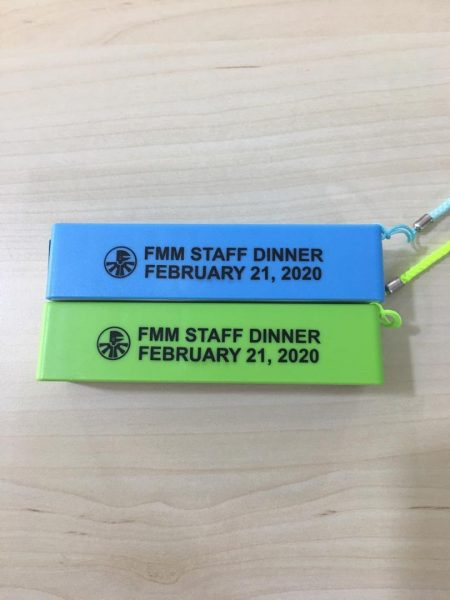 FMM STAFF DINNER
FEBRUARY 21, 2020
FMM STAFF DINNER
FEBRUARY 21, 2020